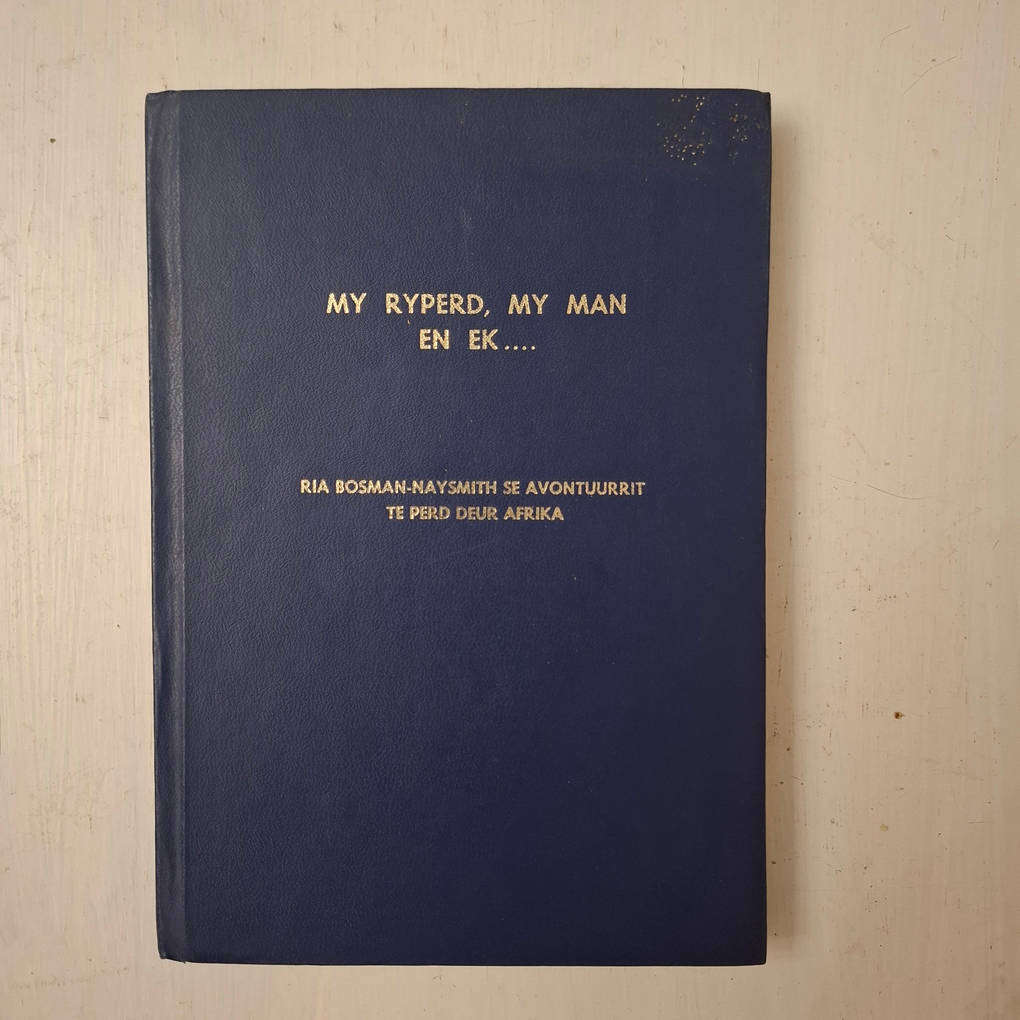 MY RYPERD, MY MAN
EN EK....
RIA BOSMAN-NAYSMITH SE AVONTUURRIT
TE PERD DEUR AFRIKA